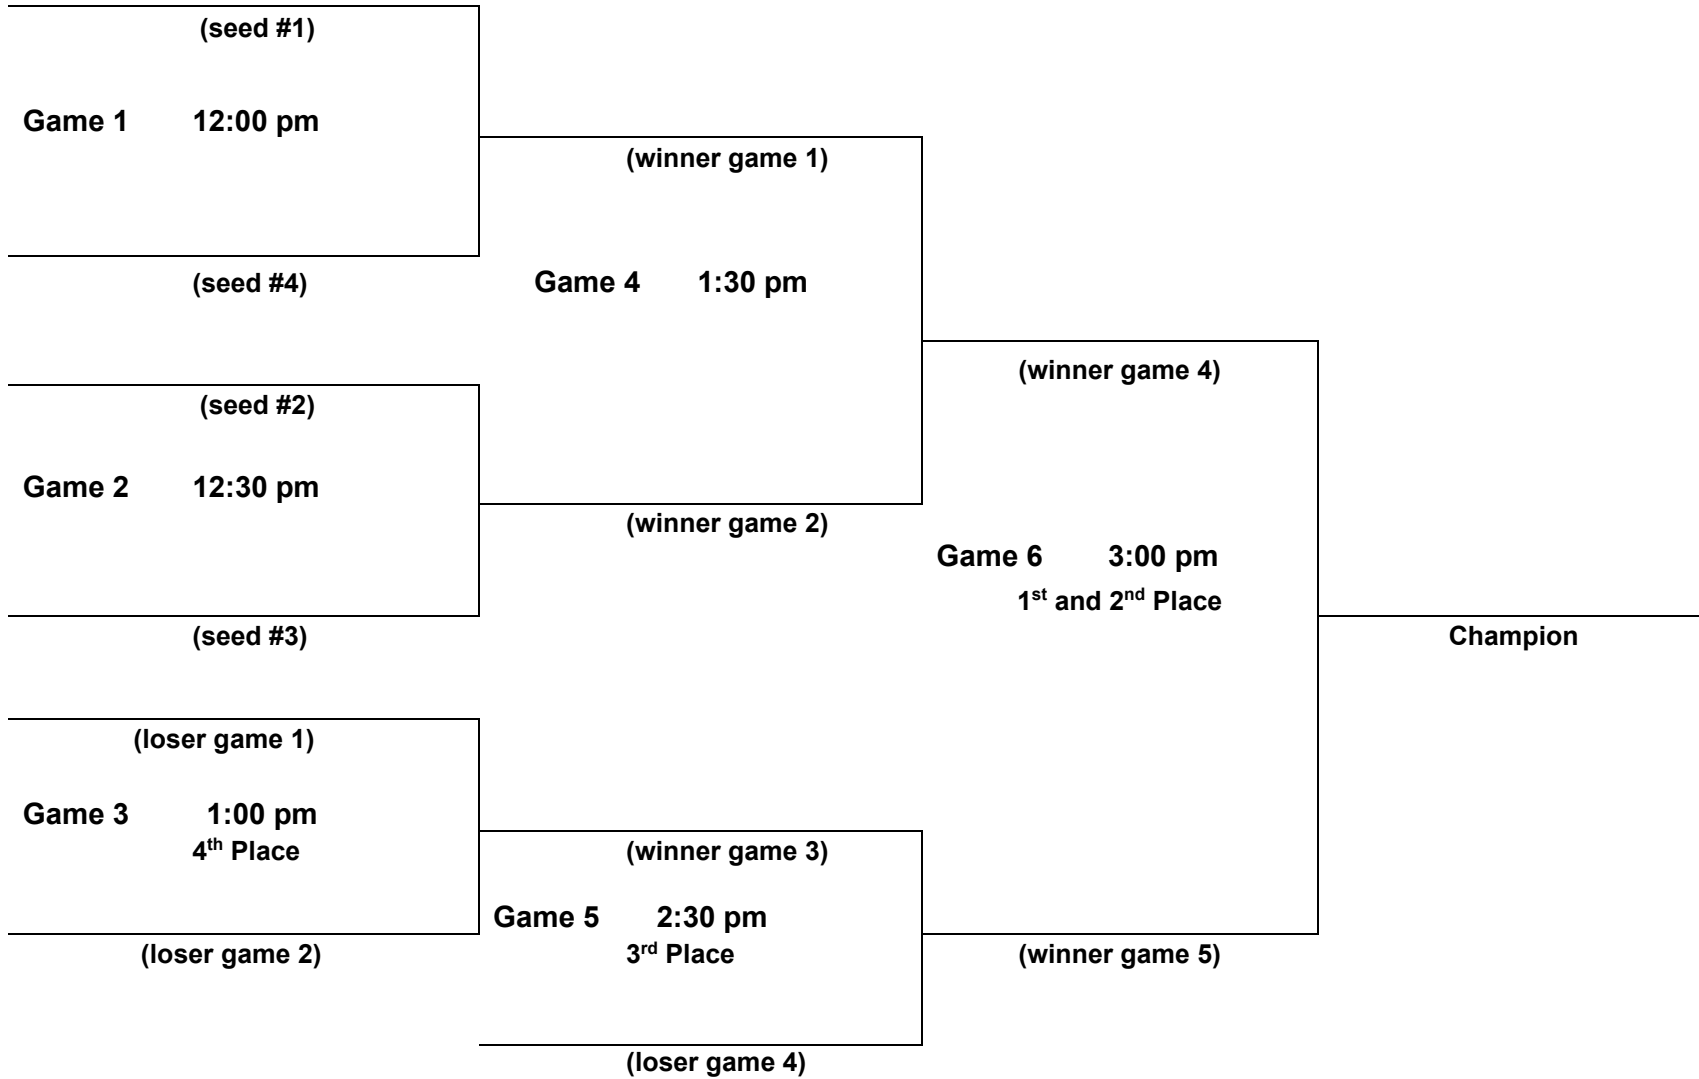 (seed #1)
Game 1 12:00 pm
(winner game 1)
(seed #4)
Game 4 1:30 pm
(winner game 4)
(seed #2)
Game 2 12:30 pm
(winner game 2)
Game 6 3:00 pm
1st and 2nd Place
(seed #3)
Champion
(loser game 1)
Game 3 1:00 pm
4th Place
(winner game 3)
Game 5 2:30 pm
3rd Place
(loser game 2)
(winner game 5)
(loser game 4)